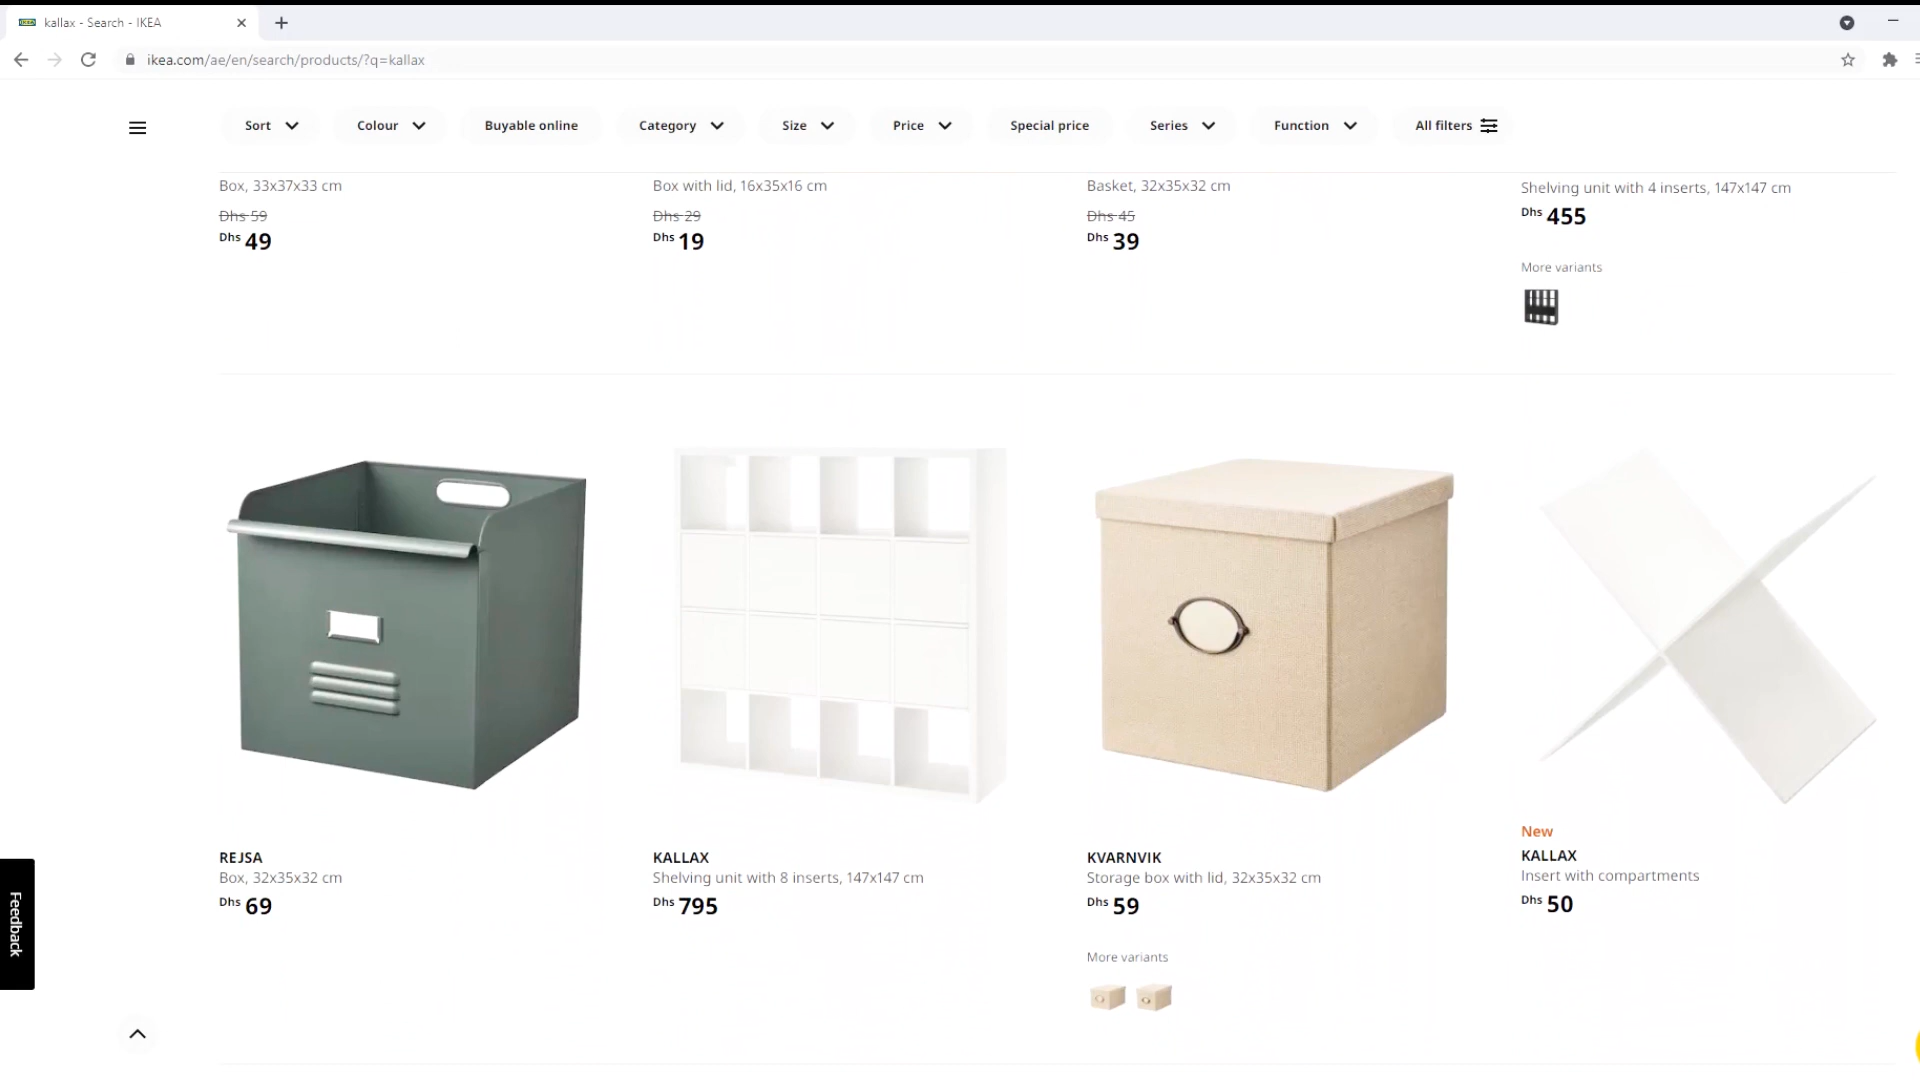 kallax - Search - IKEA
ikea.com/ae/en/search/products/?q=kallax
Sort
Colour
Buyable online
Category
Size
Price
Special price
Series
Function
All filters
Box, 33x37x33 cm
Dhs 59
Dhs 49
Box with lid, 16x35x16 cm
Dhs 29
Dhs 19
Basket, 32x35x32 cm
Dhs 45
Dhs 39
Shelving unit with 4 inserts, 147x147 cm
Dhs 455
More variants
REJSA
Box, 32x35x32 cm
Dhs 69
KALLAX
Shelving unit with 8 inserts, 147x147 cm
Dhs 795
KVARNVIK
Storage box with lid, 32x35x32 cm
Dhs 59
More variants
New
KALLAX
Insert with compartments
Dhs 50
Feedback